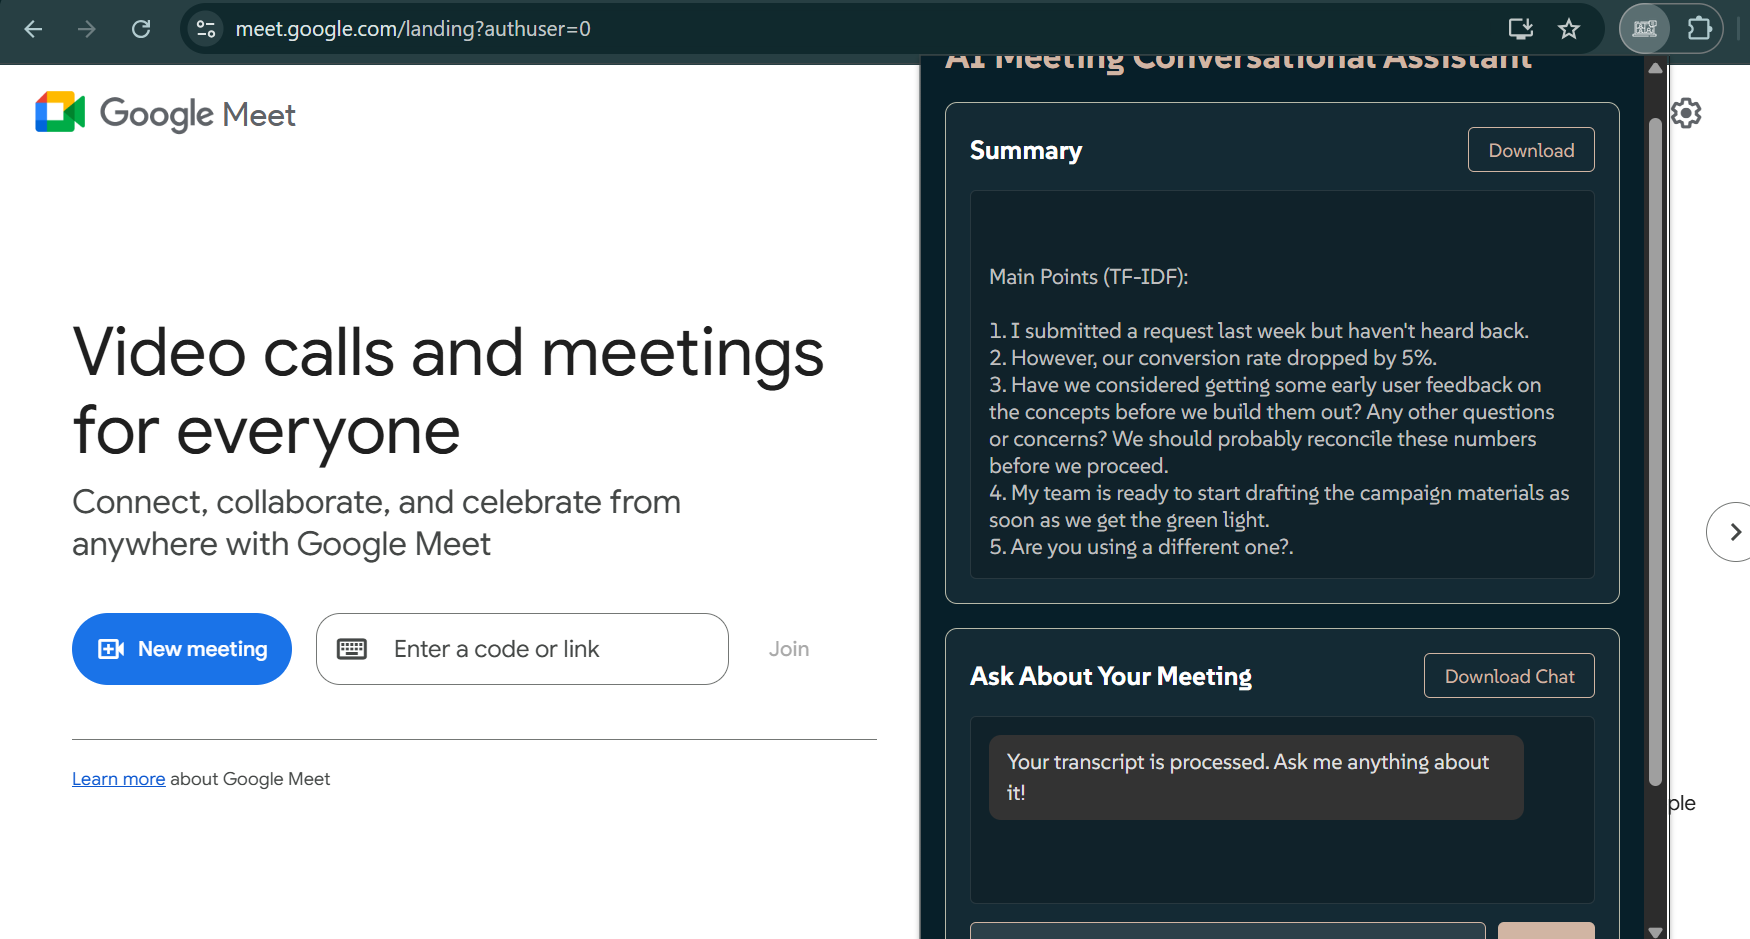 meet.google.com/landing?authuser=0
Google Meet
Video calls and meetings
for everyone
Connect, collaborate, and celebrate from
anywhere with Google Meet
New meeting
Enter a code or link
Join
Learn more about Google Meet
AI Meeting Conversational Assistant
Summary
Download
Main Points (TF-IDF):
1. I submitted a request last week but haven't heard back.
2. However, our conversion rate dropped by 5%.
3. Have we considered getting some early user feedback on
the concepts before we build them out? Any other questions
or concerns? We should probably reconcile these numbers
before we proceed.
4. My team is ready to start drafting the campaign materials as
soon as we get the green light.
5. Are you using a different one?.
Ask About Your Meeting
Download Chat
Your transcript is processed. Ask me anything about
it!
ple